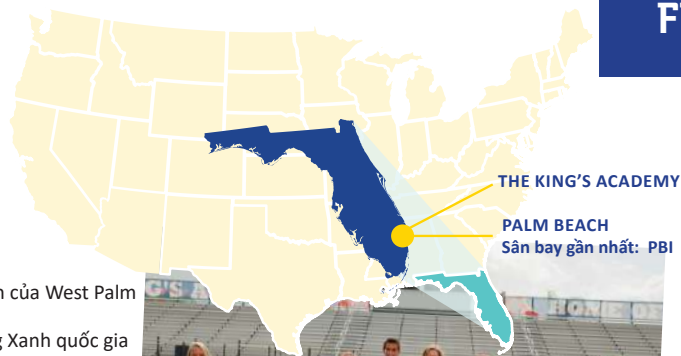 THE KING'S ACADEMY
PALM BEACH
Sân bay gần nhất: PBI
của West Palm
Xanh quốc gia